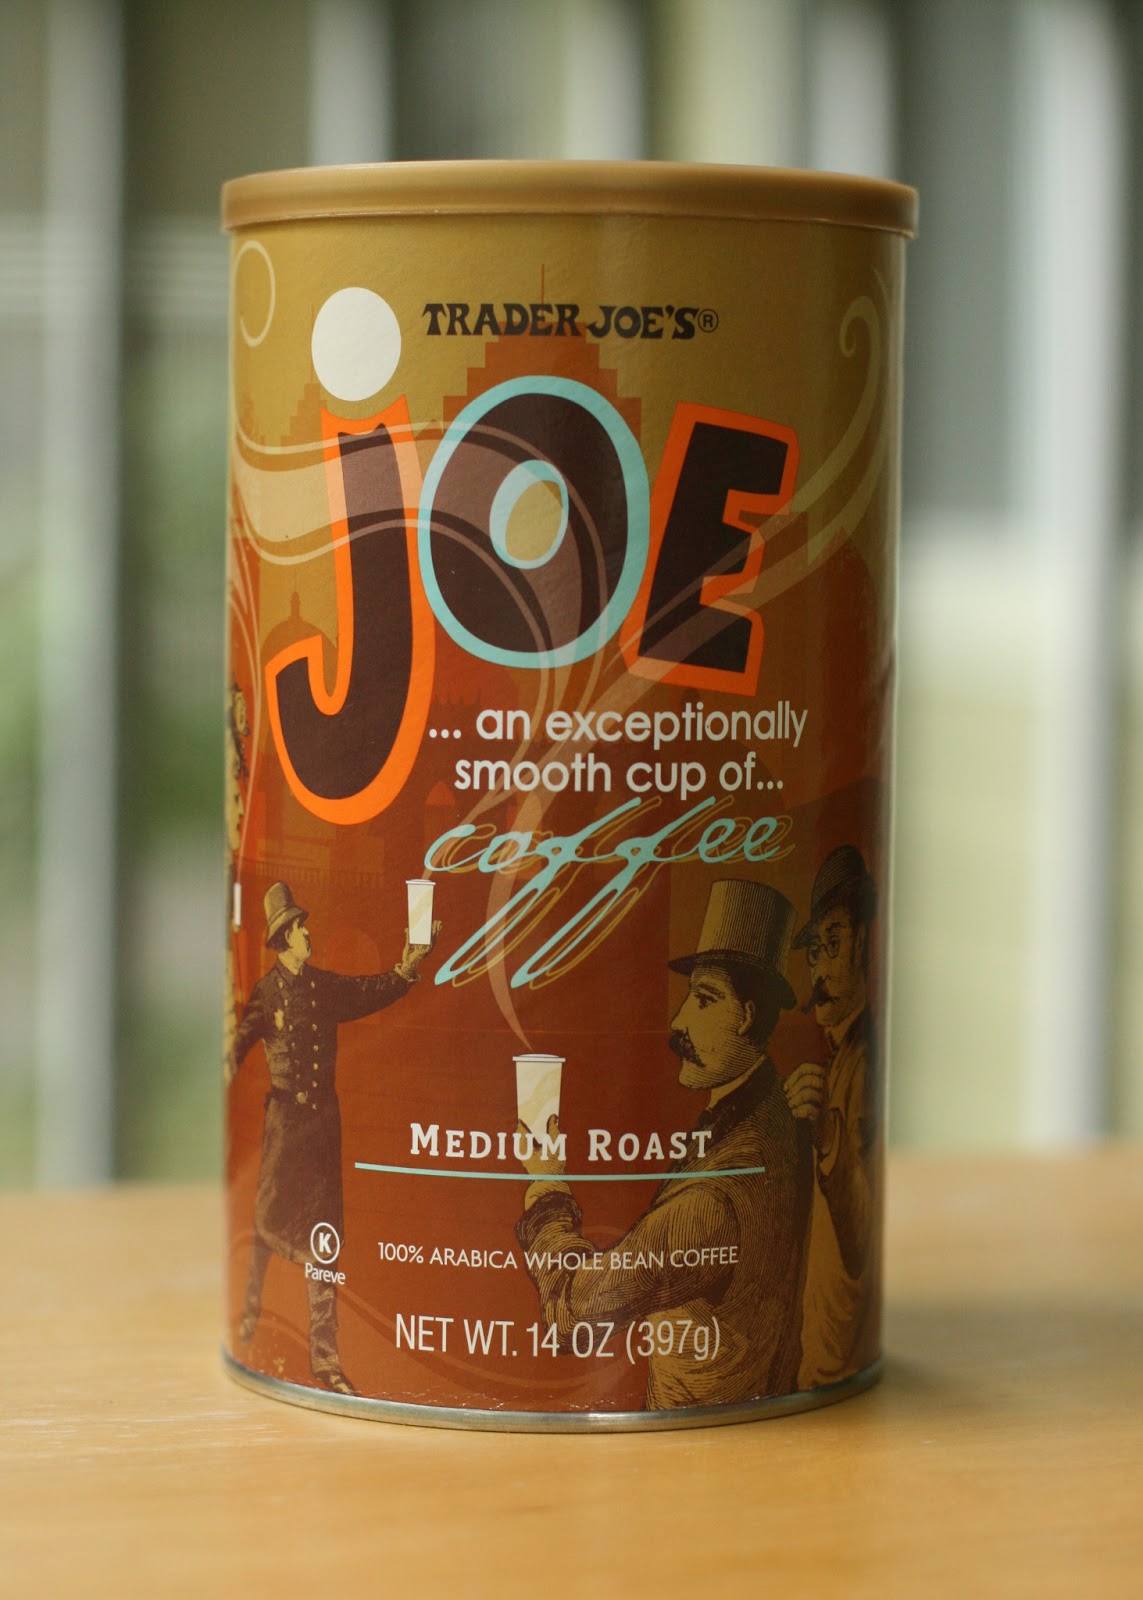 TRADER JOE'S®
JOE
... an exceptionally
smooth cup of...
coffee
MEDIUM ROAST
K
Pareve
100% ARABICA WHOLE BEAN COFFEE
NET WT. 14 OZ (397g)